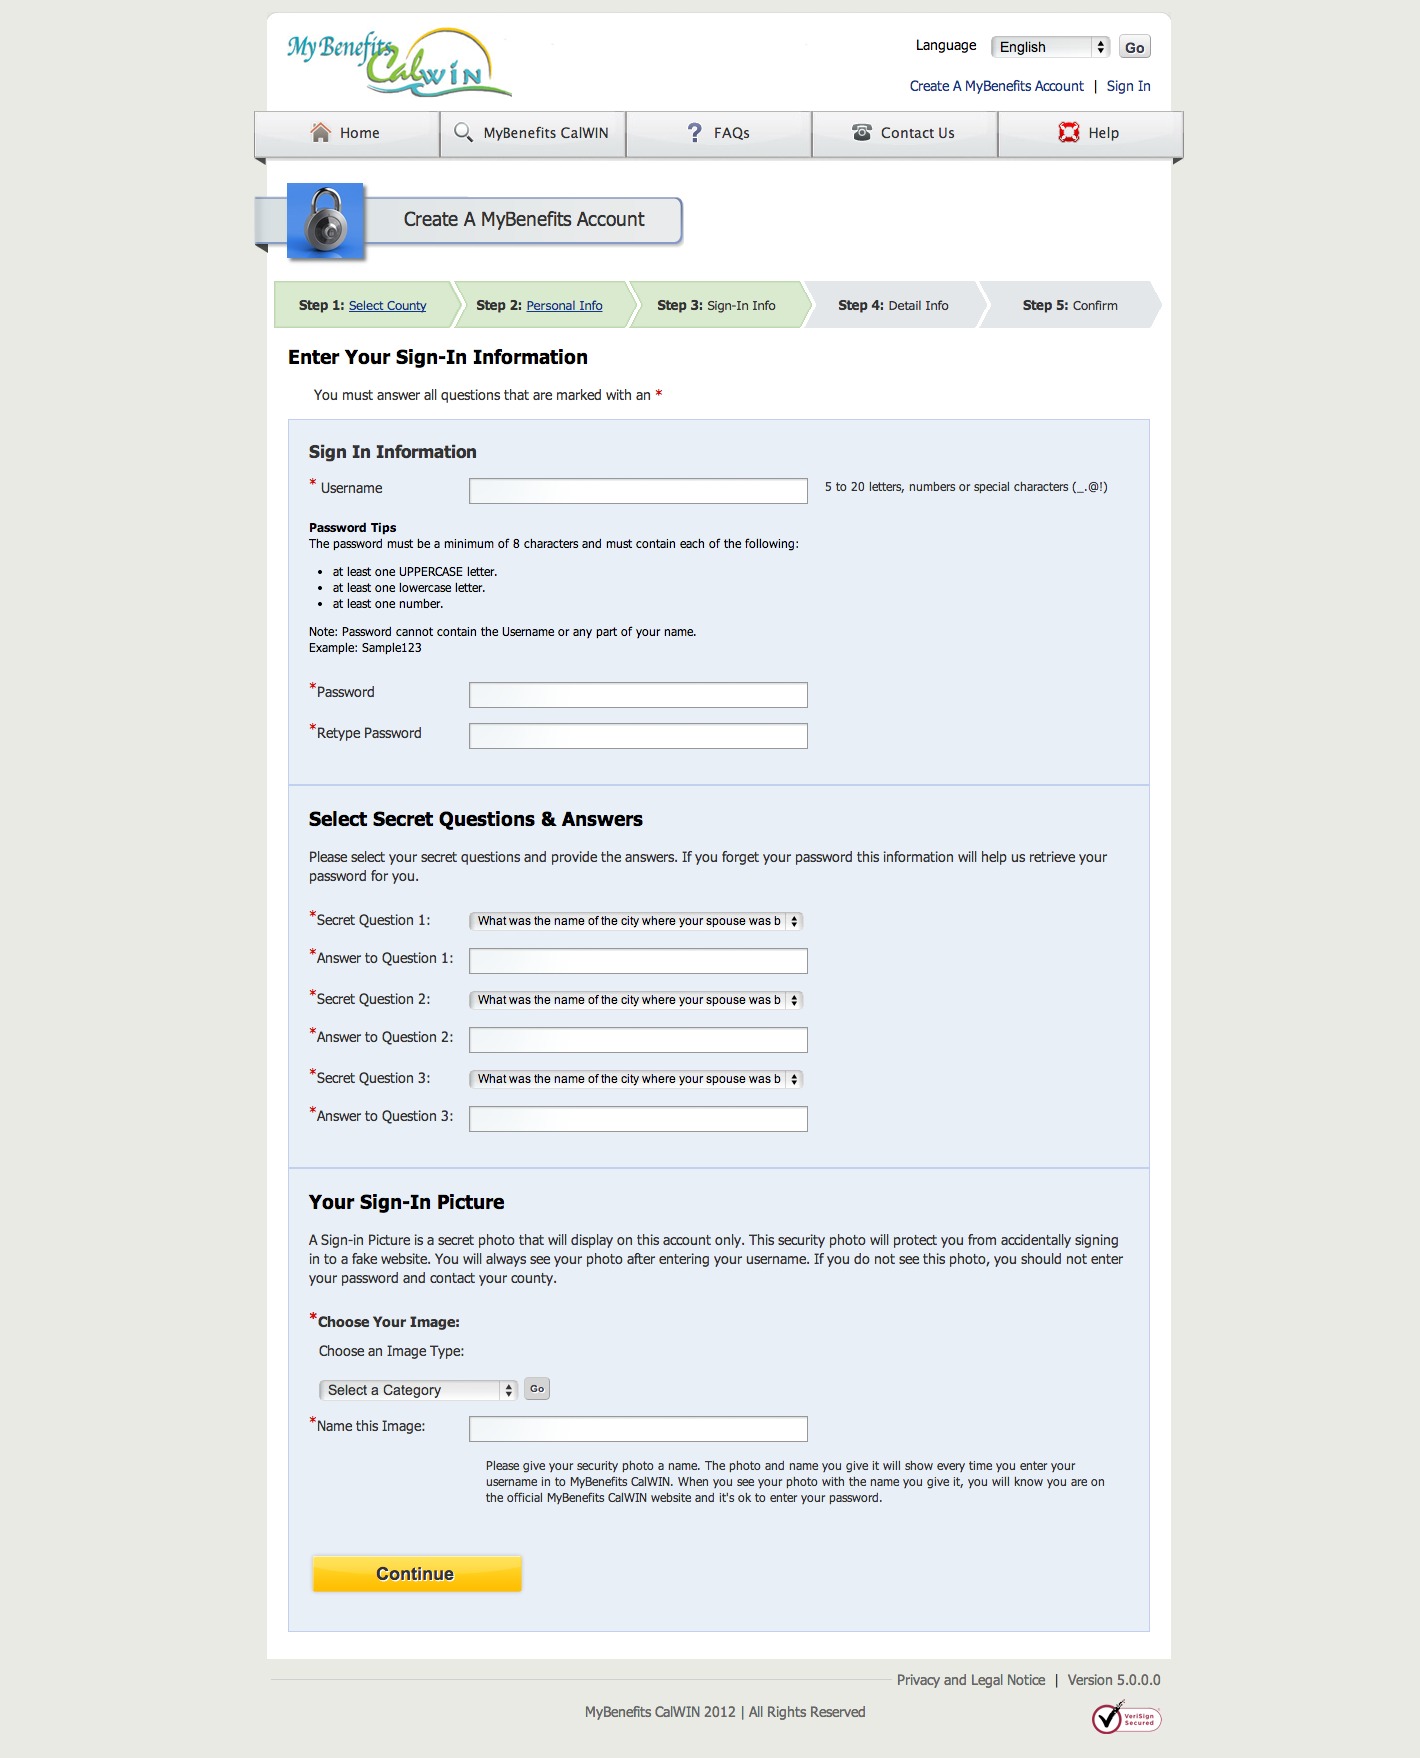 My Benefits
CalWIN
Language English Go
Create A MyBenefits Account | Sign In
Home MyBenefits CalWIN FAQs Contact Us Help
Create A MyBenefits Account
Step 1: Select County Step 2: Personal Info Step 3: Sign-In Info Step 4: Detail Info Step 5: Confirm
Enter Your Sign-In Information
You must answer all questions that are marked with an *
Sign In Information
* Username 5 to 20 letters, numbers or special characters (_.@!)
Password Tips
The password must be a minimum of 8 characters and must contain each of the following:
• at least one UPPERCASE letter.
• at least one lowercase letter.
• at least one number.
Note: Password cannot contain the Username or any part of your name.
Example: Sample123
*Password
*Retype Password
Select Secret Questions & Answers
Please select your secret questions and provide the answers. If you forget your password this information will help us retrieve your
password for you.
*Secret Question 1: What was the name of the city where your spouse was b
*Answer to Question 1:
*Secret Question 2: What was the name of the city where your spouse was b
*Answer to Question 2:
*Secret Question 3: What was the name of the city where your spouse was b
*Answer to Question 3:
Your Sign-In Picture
A Sign-in Picture is a secret photo that will display on this account only. This security photo will protect you from accidentally signing
in to a fake website. You will always see your photo after entering your username. If you do not see this photo, you should not enter
your password and contact your county.
*Choose Your Image:
Choose an Image Type:
Select a Category Go
*Name this Image:
Please give your security photo a name. The photo and name you give it will show every time you enter your
username in to MyBenefits CalWIN. When you see your photo with the name you give it, you will know you are on
the official MyBenefits CalWIN website and it's ok to enter your password.
Continue
Privacy and Legal Notice | Version 5.0.0.0
MyBenefits CalWIN 2012 | All Rights Reserved
VeriSign
Secured